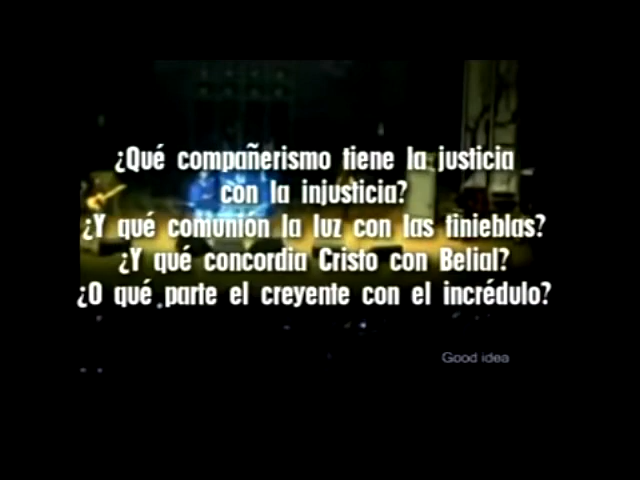 ¿Qué compañerismo tiene la justicia
con la injusticia?
¿Y qué comunión la luz con las tinieblas?
¿Y qué concordia Cristo con Belial?
¿O qué parte el creyente con el incrédulo?
Good idea